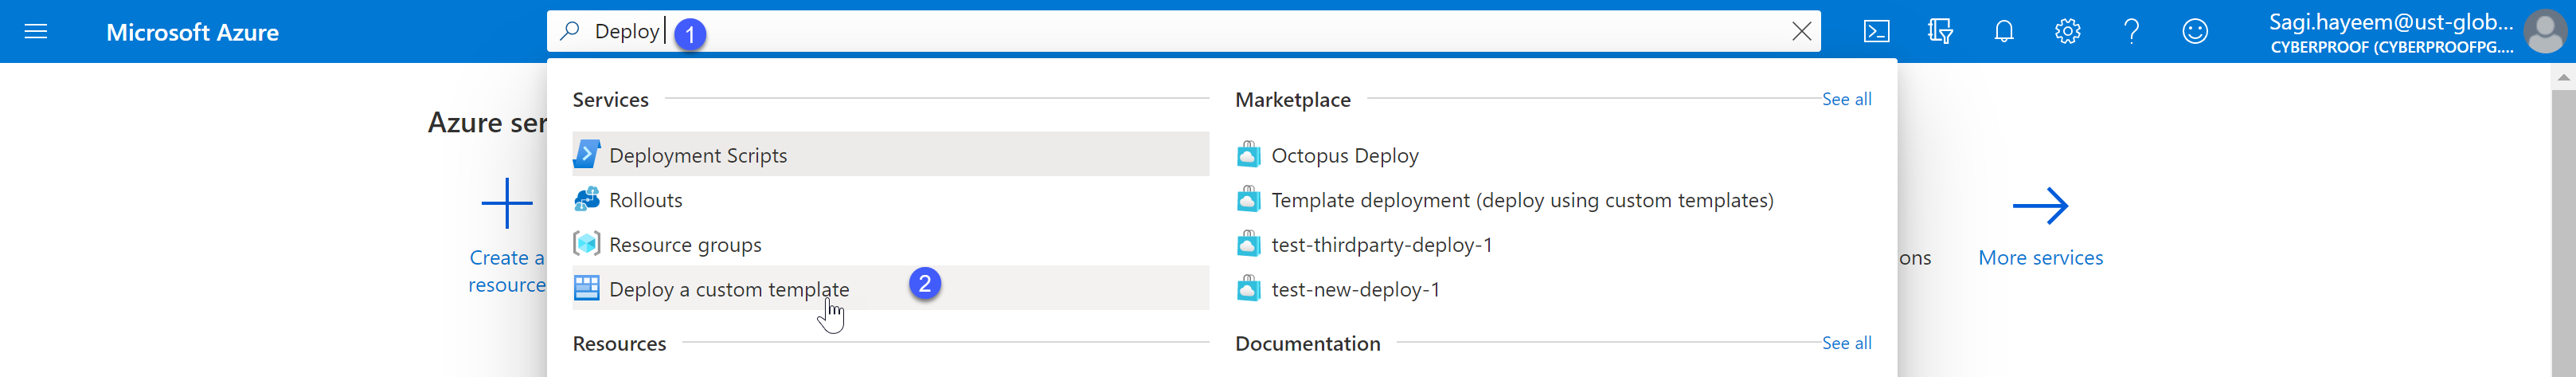 Microsoft Azure
Deploy
1
Sagi.hayeem@ust-glob...
CYBERPROOF (CYBERPROOFPG....
Azure ser
Create a
resource
Services
Deployment Scripts
Rollouts
Resource groups
Deploy a custom template
2
Resources
Marketplace
See all
Octopus Deploy
Template deployment (deploy using custom templates)
test-thirdparty-deploy-1
test-new-deploy-1
Documentation
See all
ons
More services